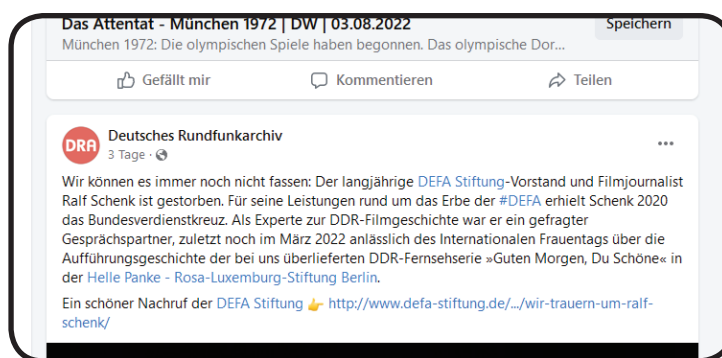 Das Attentat - München 1972 | DW | 03.08.2022
Speichern
München 1972: Die olympischen Spiele haben begonnen. Das olympische Dor...
Gefällt mir
Kommentieren
Teilen
DRA
Deutsches Rundfunkarchiv
3 Tage ·
Wir können es immer noch nicht fassen: Der langjährige DEFA Stiftung-Vorstand und Filmjournalist
Ralf Schenk ist gestorben. Für seine Leistungen rund um das Erbe der #DEFA erhielt Schenk 2020
das Bundesverdienstkreuz. Als Experte zur DDR-Filmgeschichte war er ein gefragter
Gesprächspartner, zuletzt noch im März 2022 anlässlich des Internationalen Frauentags über die
Aufführungsgeschichte der bei uns überlieferten DDR-Fernsehserie »Guten Morgen, Du Schöne« in
der Helle Panke - Rosa-Luxemburg-Stiftung Berlin.
Ein schöner Nachruf der DEFA Stiftung 👉 http://www.defa-stiftung.de/.../wir-trauern-um-ralf-
schenk/